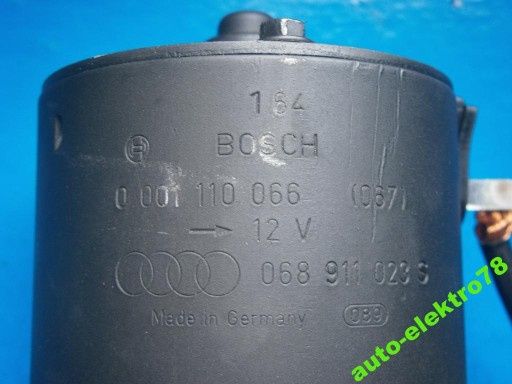 164
BOSCH
0 001 110 066 (067)
→ 12 V
068 911 023 S
Made in Germany 089
auto-elektro78